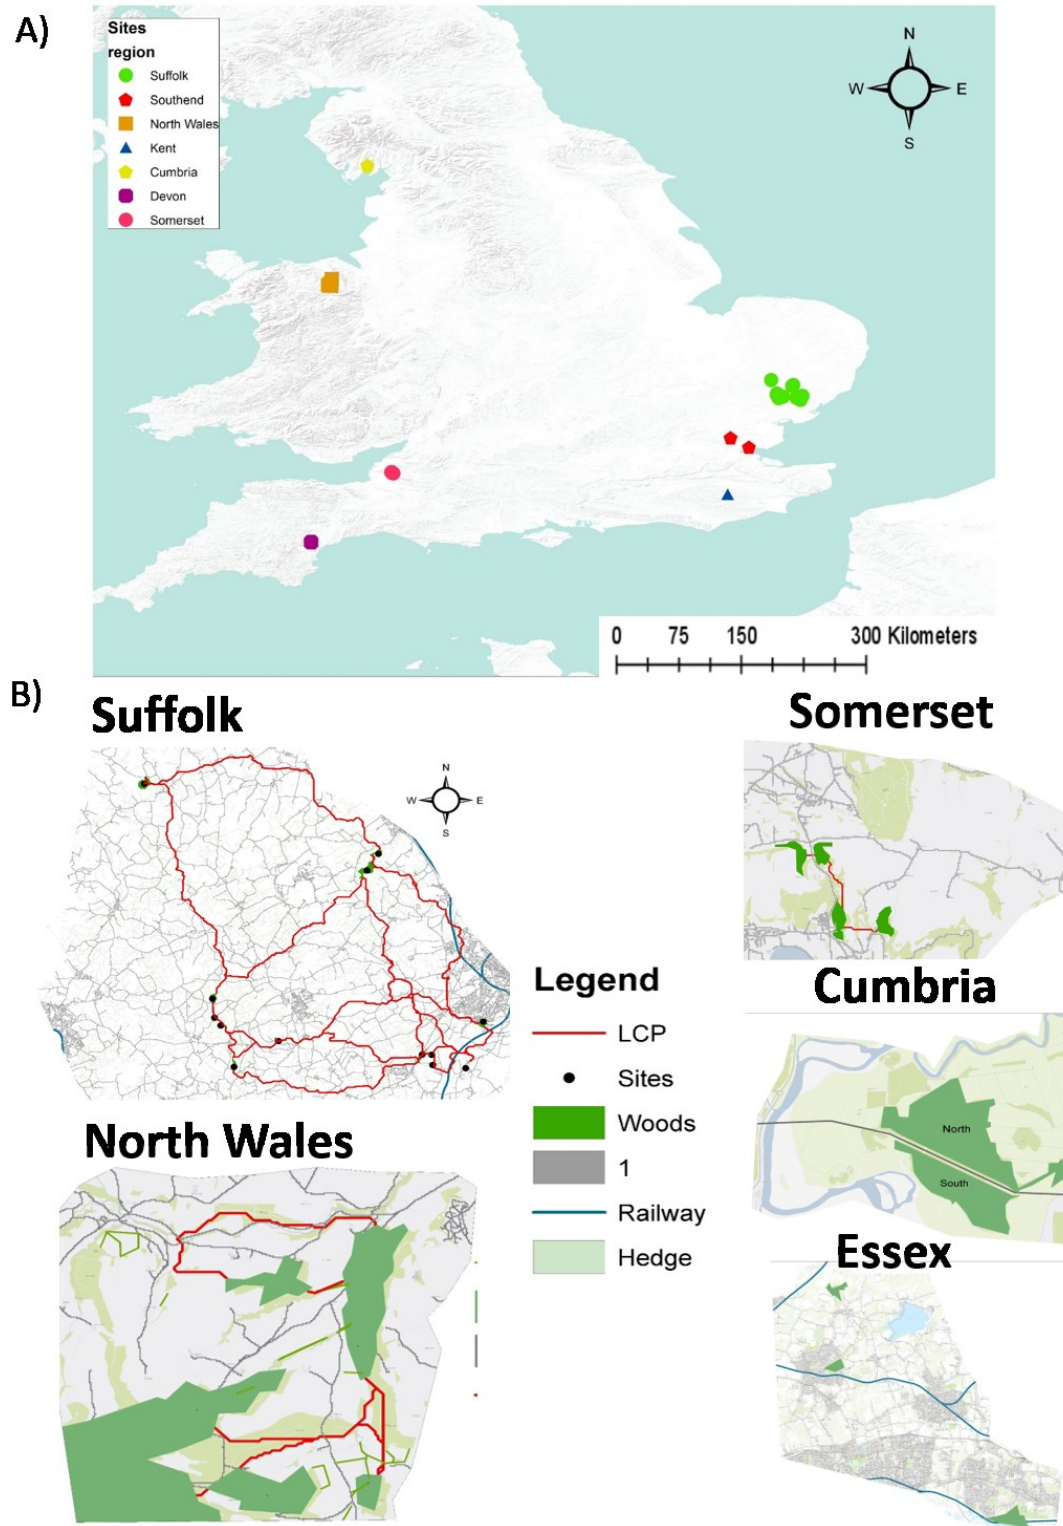 A)
Sites
region
Suffolk
Southend
North Wales
Kent
Cumbria
Devon
Somerset
N
W E
S
0 75 150 300 Kilometers
B)
Suffolk
N
W E
S
Somerset
Cumbria
North
South
Legend
LCP
Sites
Woods
1
Railway
Hedge
North Wales
Essex